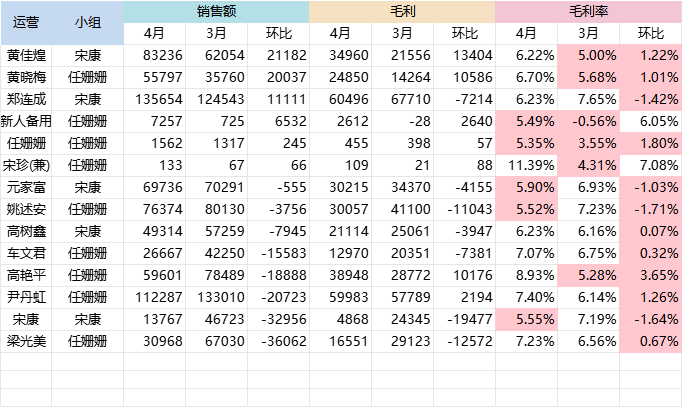 运营 小组 销售额 毛利 毛利率
4月 3月 环比 4月 3月 环比 4月 3月 环比
黄佳煌 宋康 83236 62054 21182 34960 21556 13404 6.22% 5.00% 1.22%
黄晓梅 任姗姗 55797 35760 20037 24850 14264 10586 6.70% 5.68% 1.01%
郑连成 宋康 135654 124543 11111 60496 67710 -7214 6.23% 7.65% -1.42%
新人备用 任姗姗 7257 725 6532 2612 -28 2640 5.49% -0.56% 6.05%
任姗姗 任姗姗 1562 1317 245 455 398 57 5.35% 3.55% 1.80%
宋珍(兼) 任姗姗 133 67 66 109 21 88 11.39% 4.31% 7.08%
元家富 宋康 69736 70291 -555 30215 34370 -4155 5.90% 6.93% -1.03%
姚述安 任姗姗 76374 80130 -3756 30057 41100 -11043 5.52% 7.23% -1.71%
高树鑫 宋康 49314 57259 -7945 21114 25061 -3947 6.23% 6.16% 0.07%
车文君 任姗姗 26667 42250 -15583 12970 20351 -7381 7.07% 6.75% 0.32%
高艳平 任姗姗 59601 78489 -18888 38948 28772 10176 8.93% 5.28% 3.65%
尹丹虹 任姗姗 112287 133010 -20723 59983 57789 2194 7.40% 6.14% 1.26%
宋康 宋康 13767 46723 -32956 4868 24345 -19477 5.55% 7.19% -1.64%
梁光美 任姗姗 30968 67030 -36062 16551 29123 -12572 7.23% 6.56% 0.67%